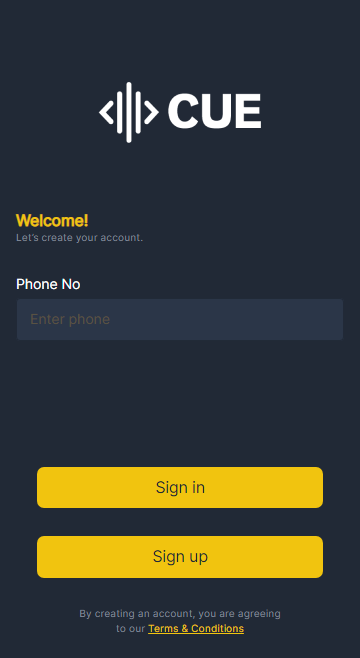 CUE
Welcome!
Let's create your account.
Phone No
Enter phone
Sign in
Sign up
By creating an account, you are agreeing
to our Terms & Conditions